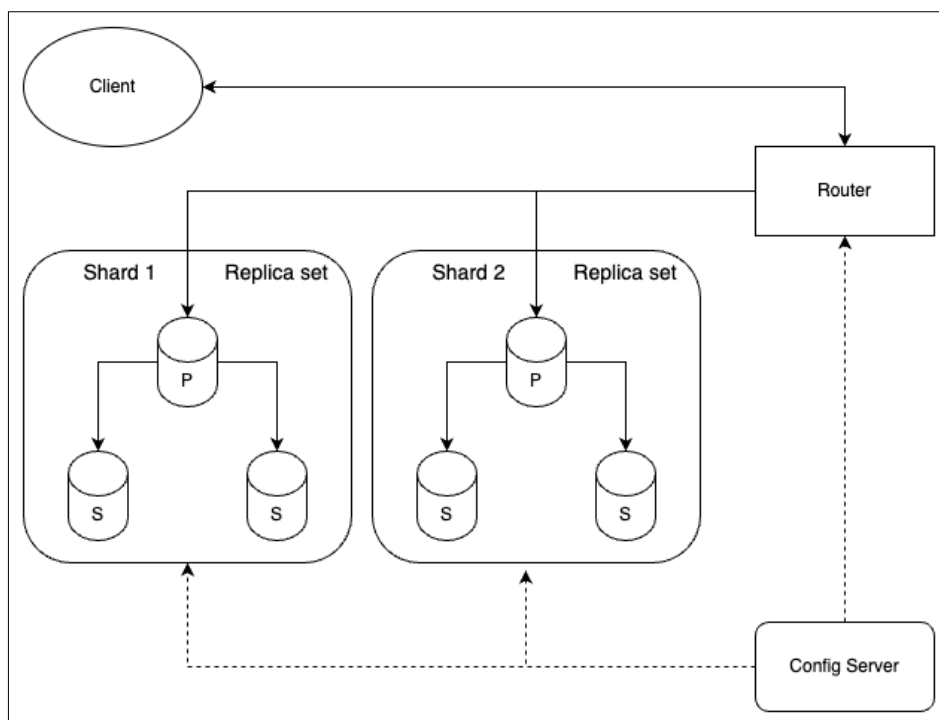 Client
Router
Shard 1 Replica set
Shard 2 Replica set
P
P
S
S
S
S
Config Server